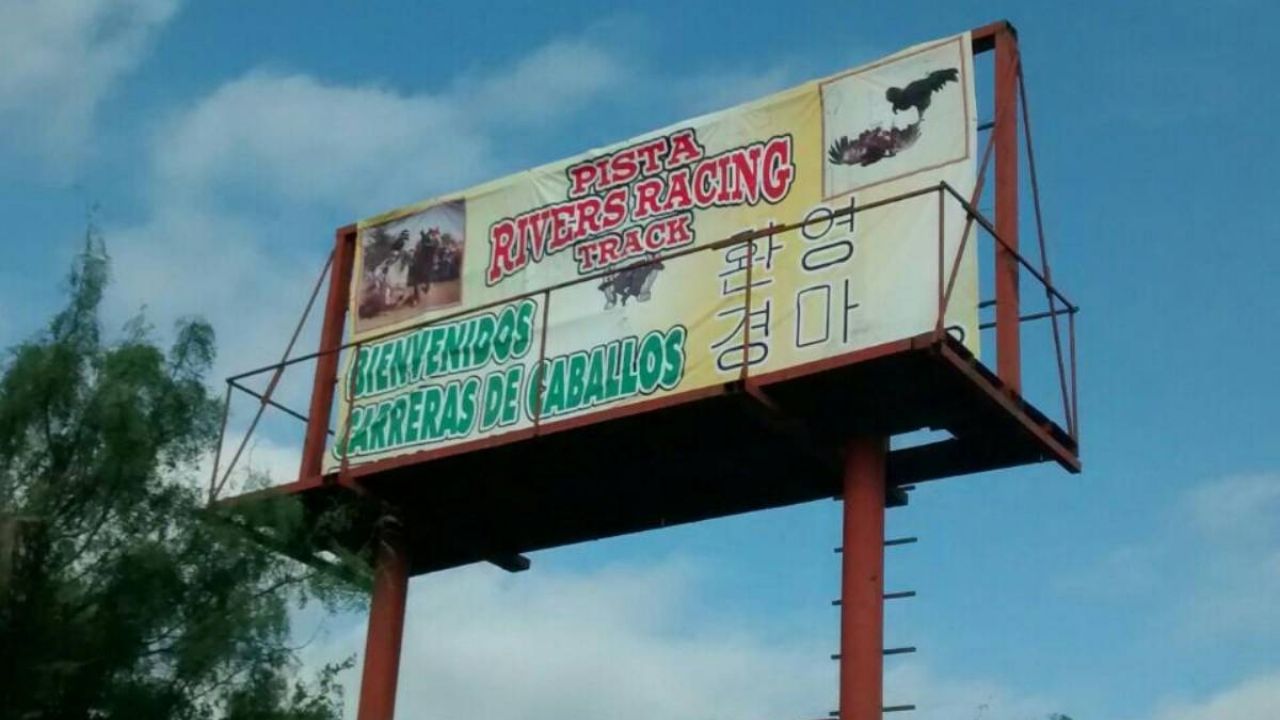 PISTA
RIVERS RACING
TRACK
BIENVENIDOS
CARRERAS DE CABALLOS
환영
경마